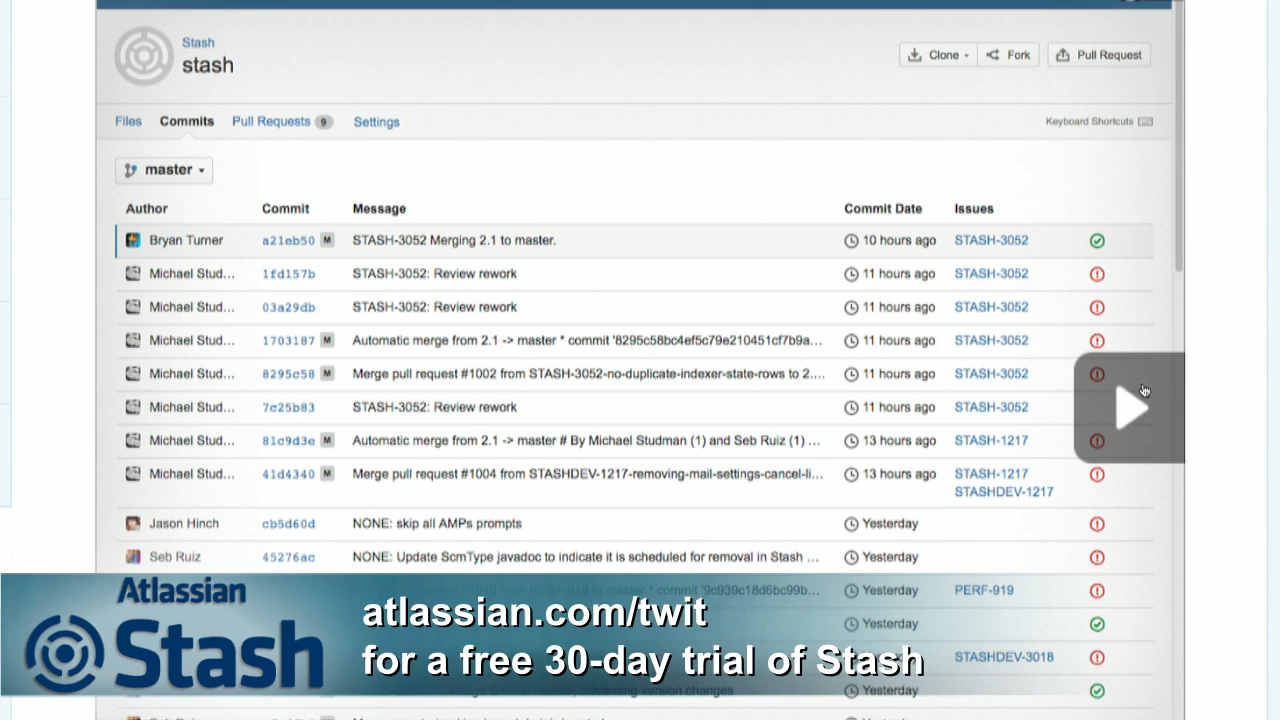 Stash
stash
Clone Fork Pull Request
Files Commits Pull Requests 9 Settings Keyboard Shortcuts
master
Author Commit Message Commit Date Issues
Bryan Turner a21eb50 M STASH-3052 Merging 2.1 to master. 10 hours ago STASH-3052
Michael Stud... 1fd157b STASH-3052: Review rework 11 hours ago STASH-3052
Michael Stud... 03a29db STASH-3052: Review rework 11 hours ago STASH-3052
Michael Stud... 1703187 M Automatic merge from 2.1 -> master * commit '8295c58bc4ef5c79e210451cf7b9a... 11 hours ago STASH-3052
Michael Stud... 8295c58 M Merge pull request #1002 from STASH-3052-no-duplicate-indexer-state-rows to 2.... 11 hours ago STASH-3052
Michael Stud... 7c25b83 STASH-3052: Review rework 11 hours ago STASH-3052
Michael Stud... 81c9d3e M Automatic merge from 2.1 -> master # By Michael Studman (1) and Seb Ruiz (1) ... 13 hours ago STASH-1217
Michael Stud... 41d4340 M Merge pull request #1004 from STASHDEV-1217-removing-mail-settings-cancel-li... 13 hours ago STASH-1217
STASHDEV-1217
Jason Hinch cb5d60d NONE: skip all AMPs prompts Yesterday
Seb Ruiz 45276ac NONE: Update ScmType javadoc to indicate it is scheduled for removal in Stash ... Yesterday
to master * commit '9c939c18d6bc99b... Yesterday PERF-919
Yesterday
Yesterday STASHDEV-3018
version changes Yesterday
Atlassian
Stash
atlassian.com/twit
for a free 30-day trial of Stash